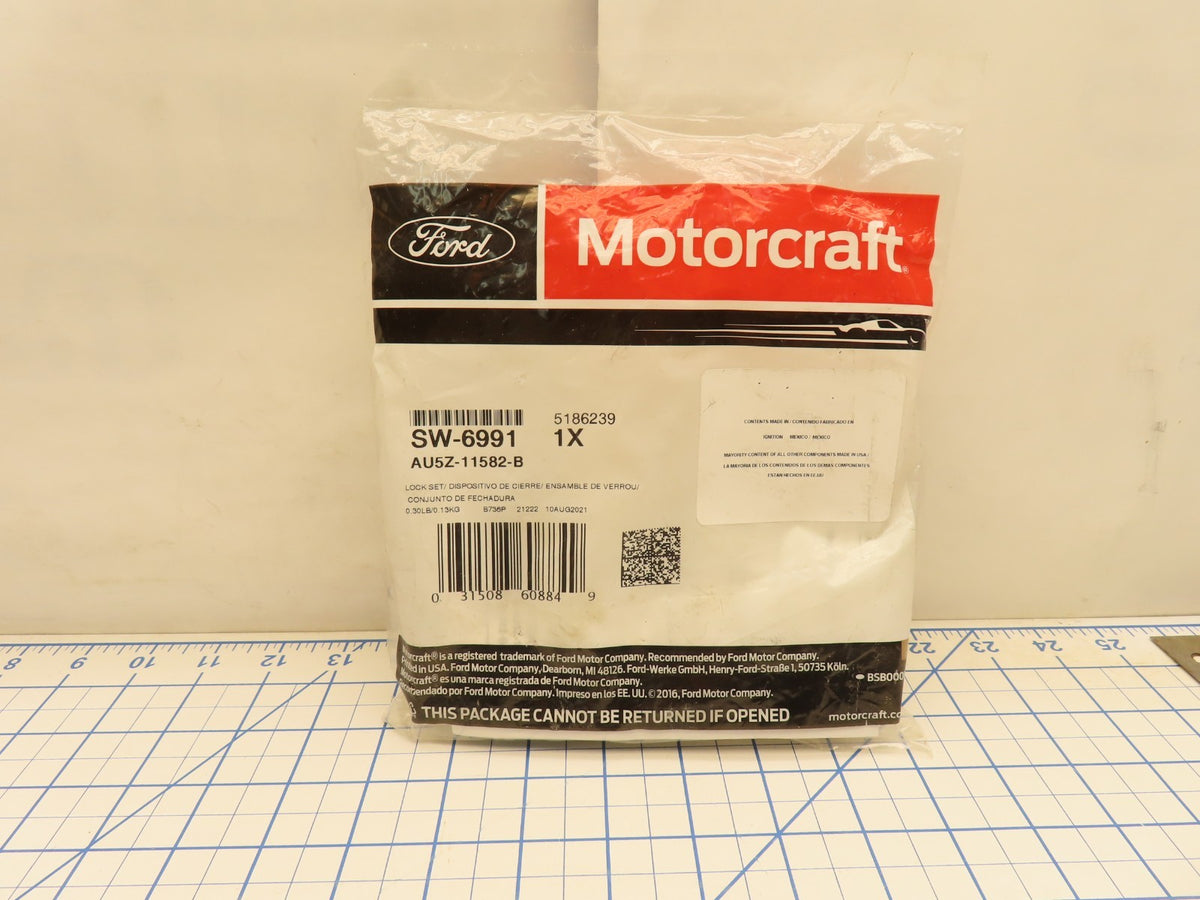 Ford
Motorcraft®
5186239
SW-6991 1X
AU5Z-11582-B
LOCK SET/ DISPOSITIVO DE CIERRE/ ENSAMBLE DE VERROU/
CONJUNTO DE FECHADURA
0.30LB/0.13KG B736P 21222 10AUG2021
0 31508 60884 9
CONTENTS MADE IN / CONTENIDO FABRICADO EN
IGNITION MEXICO / MÉXICO
MAYORITY CONTENT OF ALL OTHER COMPONENTS MADE IN USA /
LA MAYORIA DE LOS CONTENIDOS DE LOS DEMAS COMPONENTES
ESTAN HECHOS EN EEUU
torcraft® is a registered trademark of Ford Motor Company. Recommended by Ford Motor Company.
Printed in USA. Ford Motor Company, Dearborn, MI 48126. Ford-Werke GmbH, Henry-Ford-Straße 1, 50735 Köln.
Motorcraft® es una marca registrada de Ford Motor Company.
comendado por Ford Motor Company. Impreso en los EE. UU. © 2016, Ford Motor Company.
BSB000
THIS PACKAGE CANNOT BE RETURNED IF OPENED
motorcraft.co
8 9 10 11 12 13 22 23 24 25